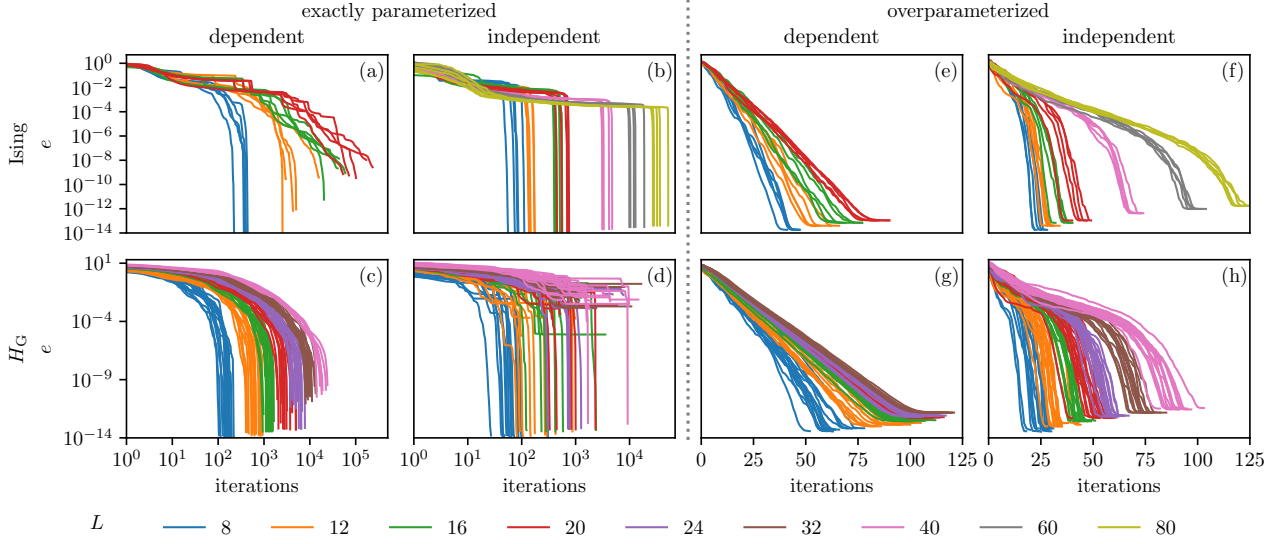 exactly parameterized overparameterized
dependent independent dependent independent
Ising
e
10^0
10^-2
10^-4
10^-6
10^-8
10^-10
10^-12
10^-14
(a) (b) (e) (f)
H_G
e
10^1
10^-4
10^-9
10^-14
(c) (d) (g) (h)
10^0 10^1 10^2 10^3 10^4 10^5 10^0 10^1 10^2 10^3 10^4 0 25 50 75 100 125 0 25 50 75 100 125
iterations iterations iterations iterations
L 8 12 16 20 24 32 40 60 80